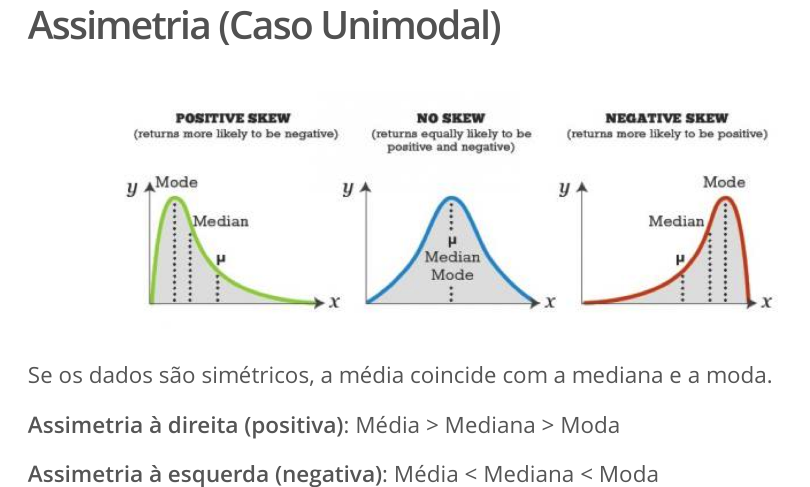 Assimetria (Caso Unimodal)
POSITIVE SKEW
(returns more likely to be negative)
NO SKEW
(returns equally likely to be
positive and negative)
NEGATIVE SKEW
(returns more likely to be positive)
y
Mode
Median
μ
x
y
μ
Median
Mode
x
y
Mode
Median
μ
x
Se os dados são simétricos, a média coincide com a mediana e a moda.
Assimetria à direita (positiva): Média > Mediana > Moda
Assimetria à esquerda (negativa): Média < Mediana < Moda